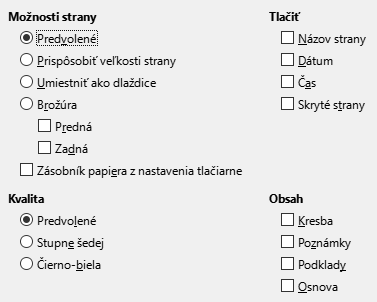 Možnosti strany
Predvolené
Prispôsobiť veľkosti strany
Umiestniť ako dlaždice
Brožúra
Predná
Zadná
Zásobník papiera z nastavenia tlačiarne
Tlačiť
Názov strany
Dátum
Čas
Skryté strany
Kvalita
Predvolené
Stupne šedej
Čierno-biela
Obsah
Kresba
Poznámky
Podklady
Osnova